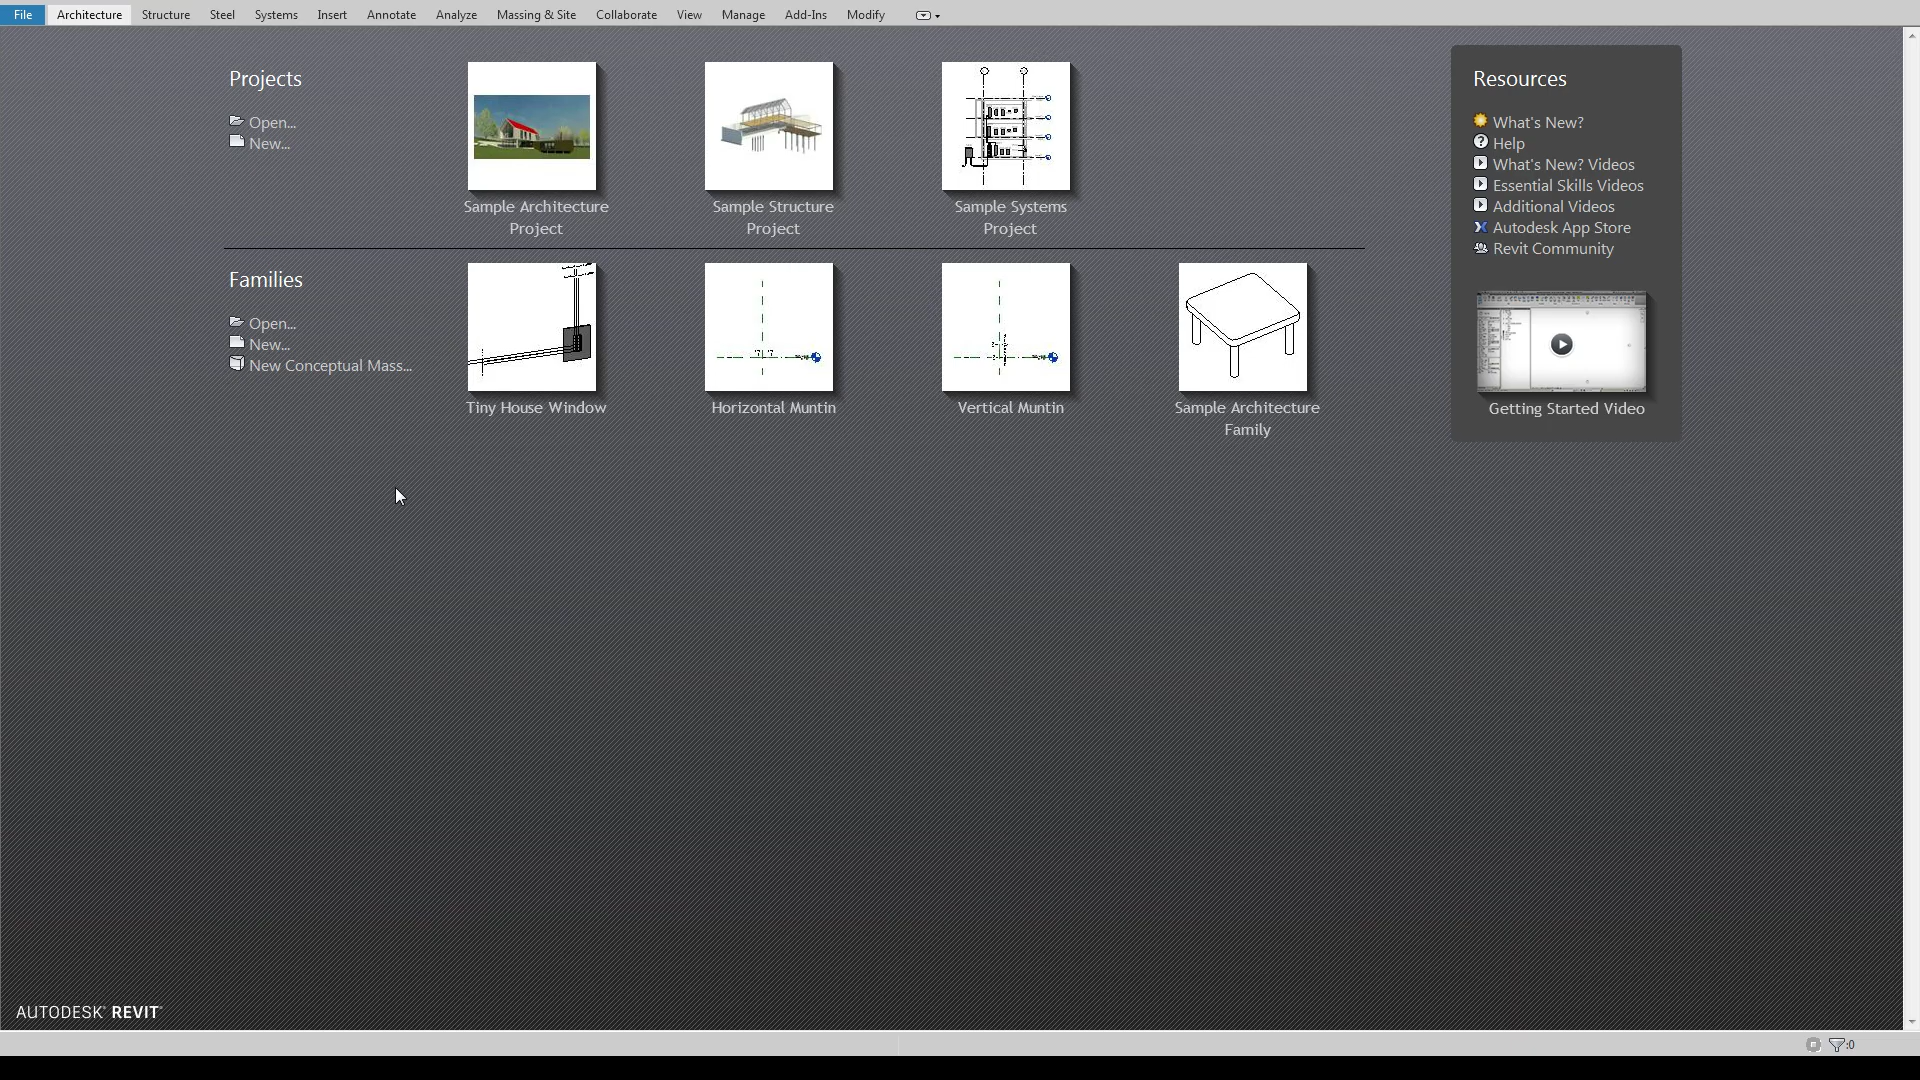 File Architecture Structure Steel Systems Insert Annotate Analyze Massing & Site Collaborate View Manage Add-Ins Modify
Projects
Open...
New...
Sample Architecture
Project
Sample Structure
Project
Sample Systems
Project
Families
Open...
New...
New Conceptual Mass...
Tiny House Window
Horizontal Muntin
Vertical Muntin
Sample Architecture
Family
Resources
What's New?
Help
What's New? Videos
Essential Skills Videos
Additional Videos
Autodesk App Store
Revit Community
Getting Started Video
AUTODESK® REVIT®
:0